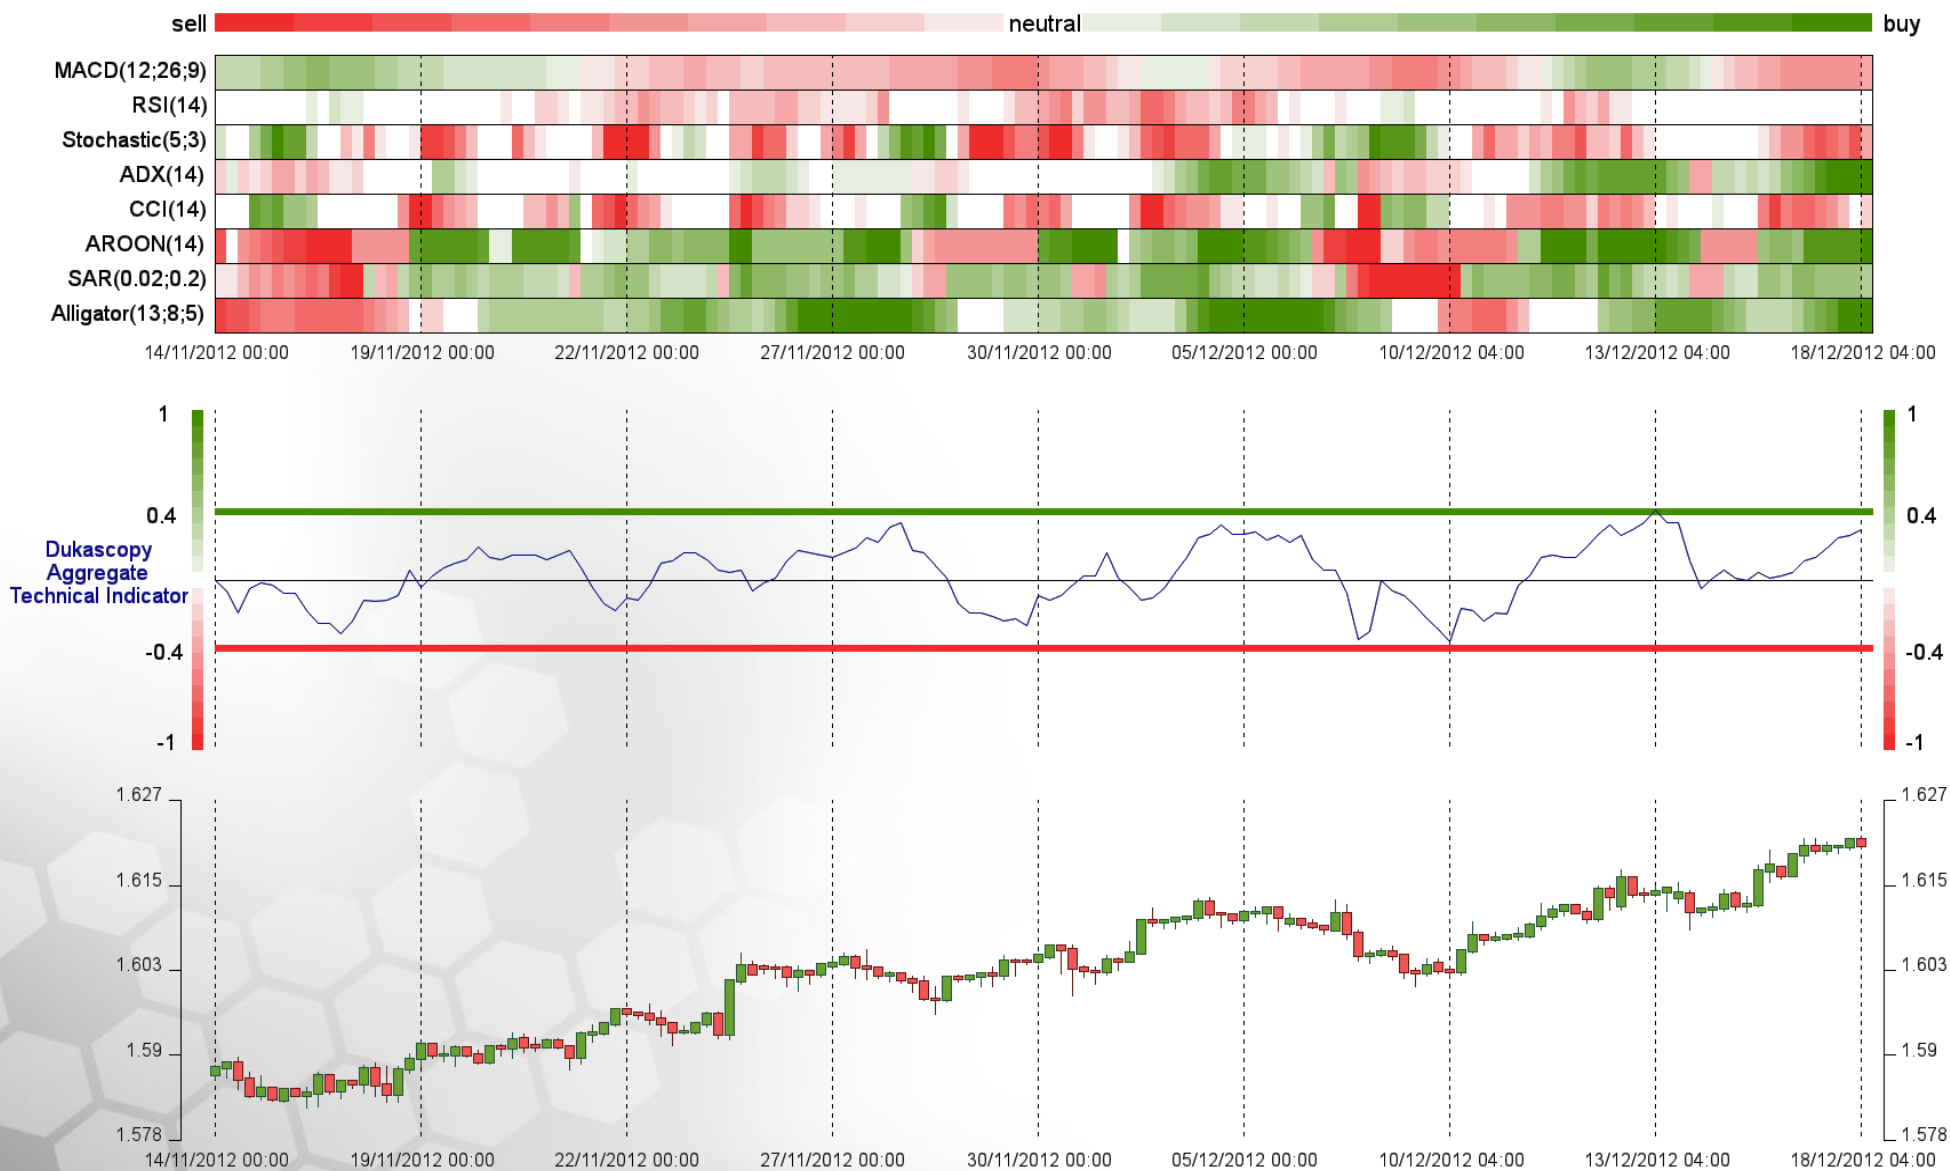 sell neutral buy
MACD(12;26;9)
RSI(14)
Stochastic(5;3)
ADX(14)
CCI(14)
AROON(14)
SAR(0.02;0.2)
Alligator(13;8;5)
14/11/2012 00:00 19/11/2012 00:00 22/11/2012 00:00 27/11/2012 00:00 30/11/2012 00:00 05/12/2012 00:00 10/12/2012 04:00 13/12/2012 04:00 18/12/2012 04:00
1 1
0.4 0.4
Dukascopy
Aggregate
Technical Indicator
-0.4 -0.4
-1 -1
1.627 1.627
1.615 1.615
1.603 1.603
1.59 1.59
1.578 1.578
14/11/2012 00:00 19/11/2012 00:00 22/11/2012 00:00 27/11/2012 00:00 30/11/2012 00:00 05/12/2012 00:00 10/12/2012 04:00 13/12/2012 04:00 18/12/2012 04:00